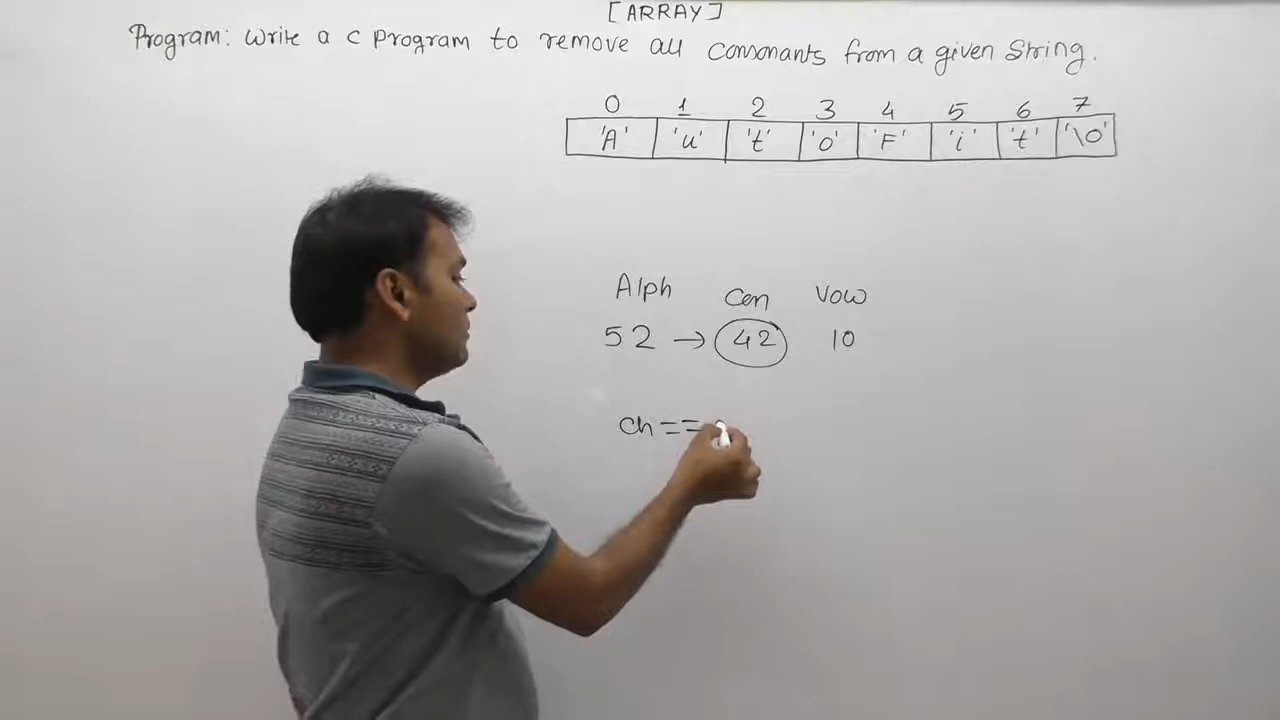 [ARRAY]
Program: Write a c program to remove all consonants from a given String.
0 1 2 3 4 5 6 7
'A' 'u' 't' 'o' 'F' 'i' 't' '\0'
Alph Con Vow
52 → 42 10
ch==